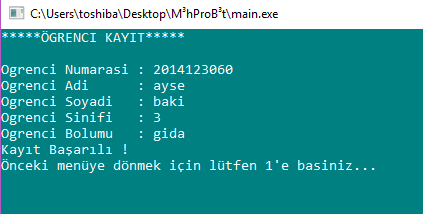 C:\Users\toshiba\Desktop\M³hProB³t\main.exe
*****ÖGRENCI KAYIT*****
Ogrenci Numarasi : 2014123060
Ogrenci Adi : ayse
Ogrenci Soyadi : baki
Ogrenci Sinifi : 3
Ogrenci Bolumu : gida
Kayıt Başarılı !
Önceki menüye dönmek için lütfen 1'e basiniz...